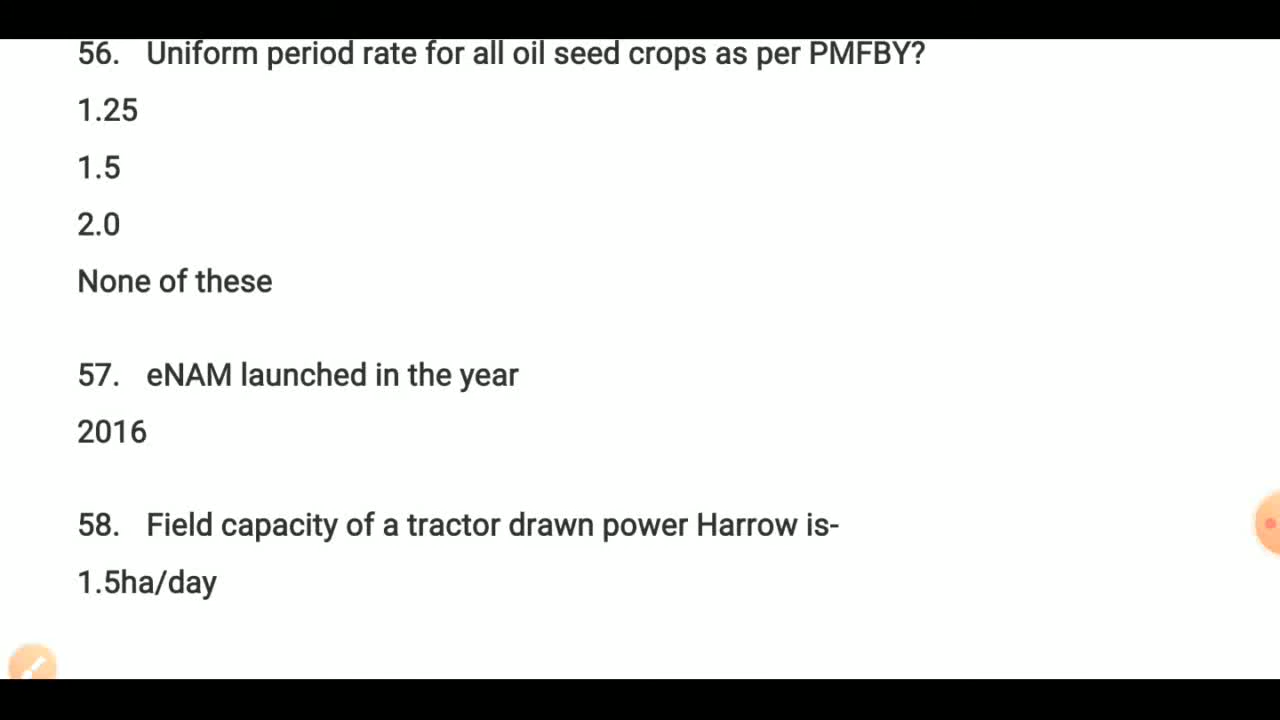 56. Uniform period rate for all oil seed crops as per PMFBY?
1.25
1.5
2.0
None of these
57. eNAM launched in the year
2016
58. Field capacity of a tractor drawn power Harrow is-
1.5ha/day